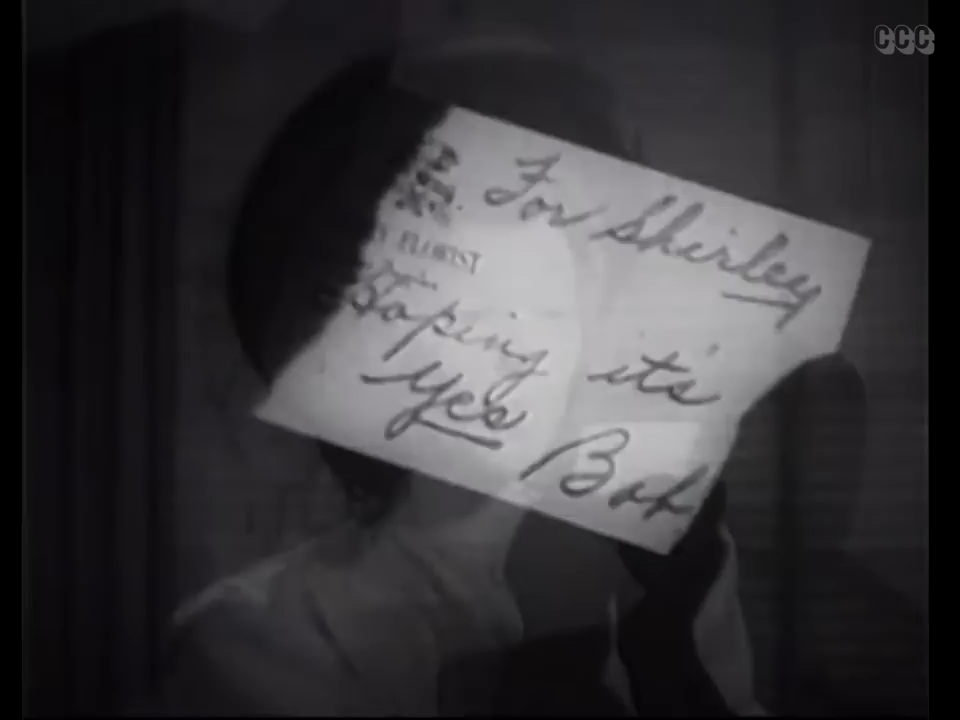 CCC
For Shirley
FLORIST
Hoping it's
Yes
Bob